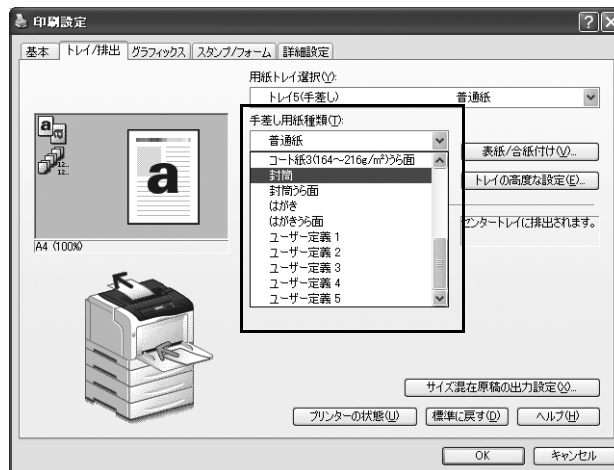 印刷設定
基本 トレイ/排出 グラフィックス スタンプ/フォーム 詳細設定
用紙トレイ選択(Y):
トレイ5(手差し) 普通紙
手差し用紙種類(T):
普通紙
コート紙3(164～216g/m²)うら面
封筒
封筒うら面
はがき
はがきうら面
ユーザー定義 1
ユーザー定義 2
ユーザー定義 3
ユーザー定義 4
ユーザー定義 5
表紙/合紙付け(V)...
トレイの高度な設定(E)...
センタートレイに排出されます。
a
a
12..
12..
a
A4 (100%)
サイズ混在原稿の出力設定(X)...
プリンターの状態(U) 標準に戻す(D) ヘルプ(H)
OK キャンセル